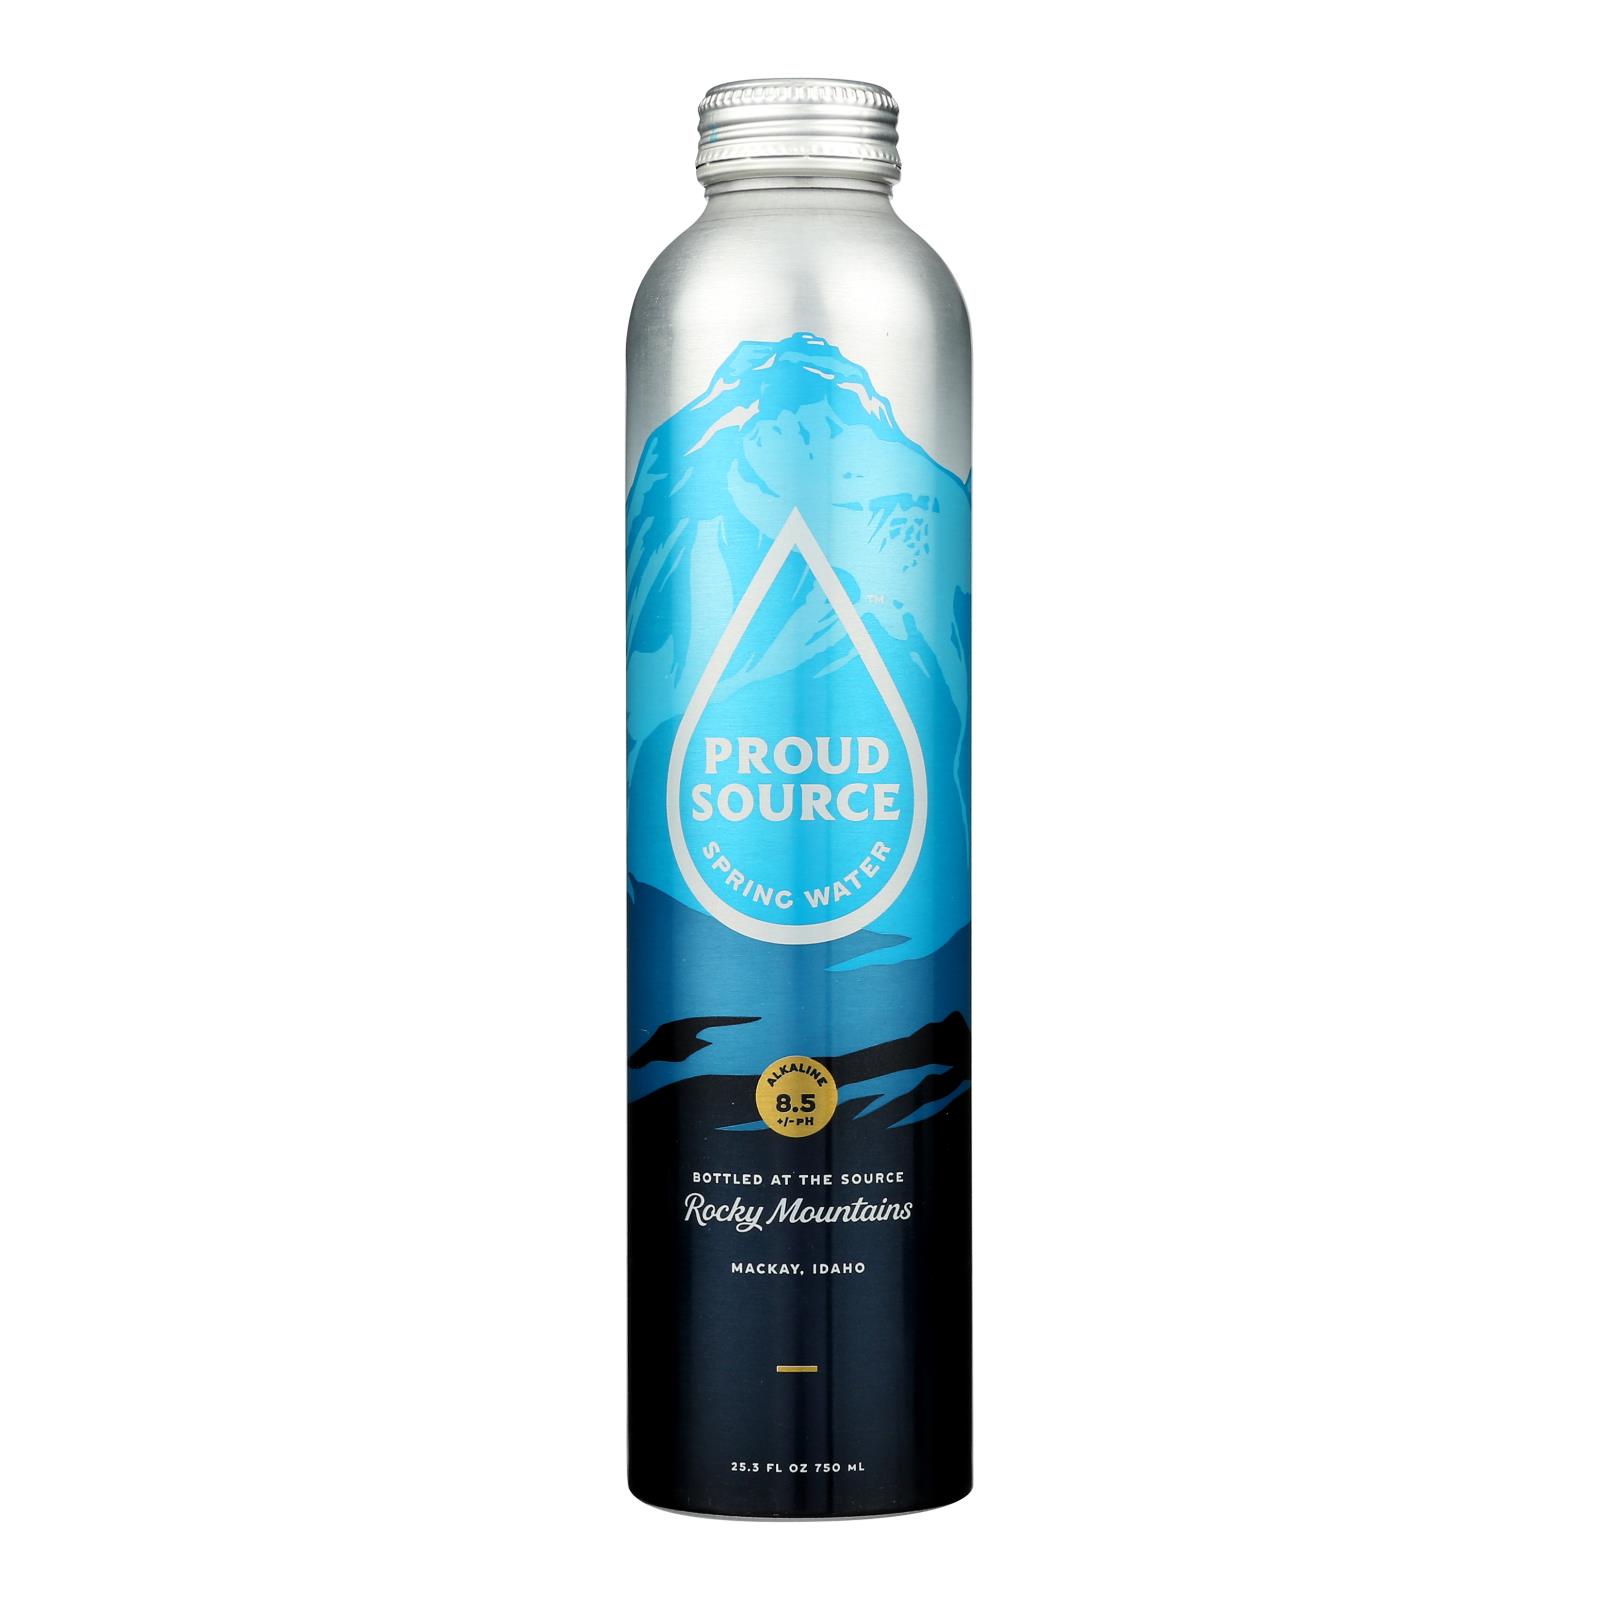 ™
PROUD
SOURCE
SPRING WATER
ALKALINE
8.5
+/- PH
BOTTLED AT THE SOURCE
Rocky Mountains
MACKAY, IDAHO
25.3 FL OZ 750 ML